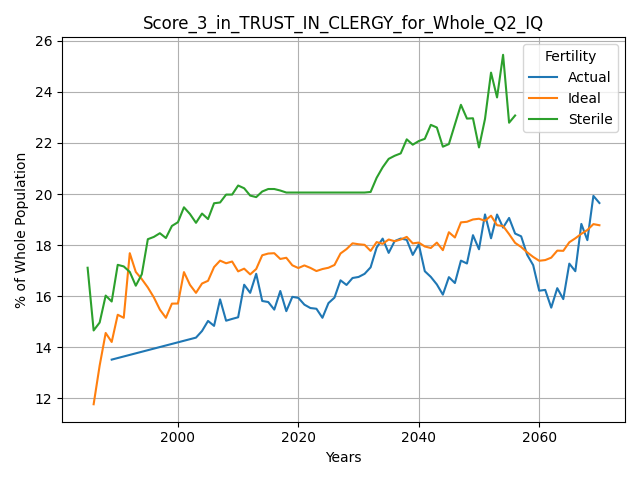 Score_3_in_TRUST_IN_CLERGY_for_Whole_Q2_IQ
26
24
22
20
18
16
14
12
% of Whole Population
Fertility
Actual
Ideal
Sterile
2000
2020
2040
2060
Years